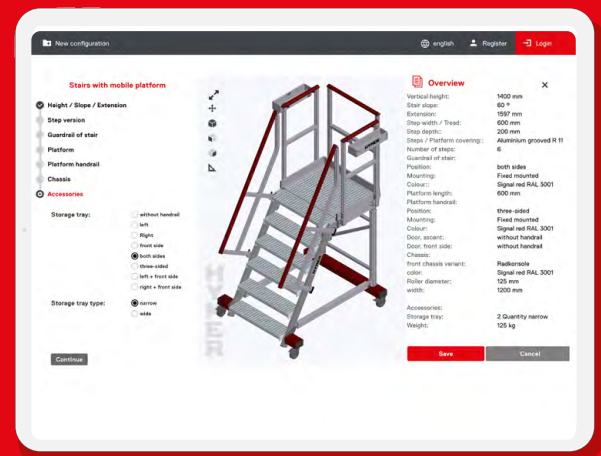 New configuration
english
Register
Login
Stairs with mobile platform
Height / Slope / Extension
Step version
Guardrail of stair
Platform
Platform handrail
Chassis
Accessories
Storage tray:
without handrail
left
Right
front side
both sides
three-sided
left + front side
right + front side
Storage tray type:
narrow
wide
Continue
HYMER
Overview
Vertical height: 1400 mm
Stair slope: 60 °
Extension: 1597 mm
Step width / Tread: 600 mm
Step depth:: 200 mm
Steps / Platform covering:: Aluminium grooved R 11
Number of steps: 6
Guardrail of stair:
Position: both sides
Mounting: Fixed mounted
Colour:: Signal red RAL 3001
Platform length: 600 mm
Platform handrail:
Position: three-sided
Mounting: Fixed mounted
Colour: Signal red RAL 3001
Door, ascent: without handrail
Door, front side: without handrail
Chassis:
front chassis variant: Radkonsole
color: Signal red RAL 3001
Roller diameter: 125 mm
width: 1200 mm
Accessories:
Storage tray: 2 Quantity narrow
Weight: 125 kg
Save
Cancel